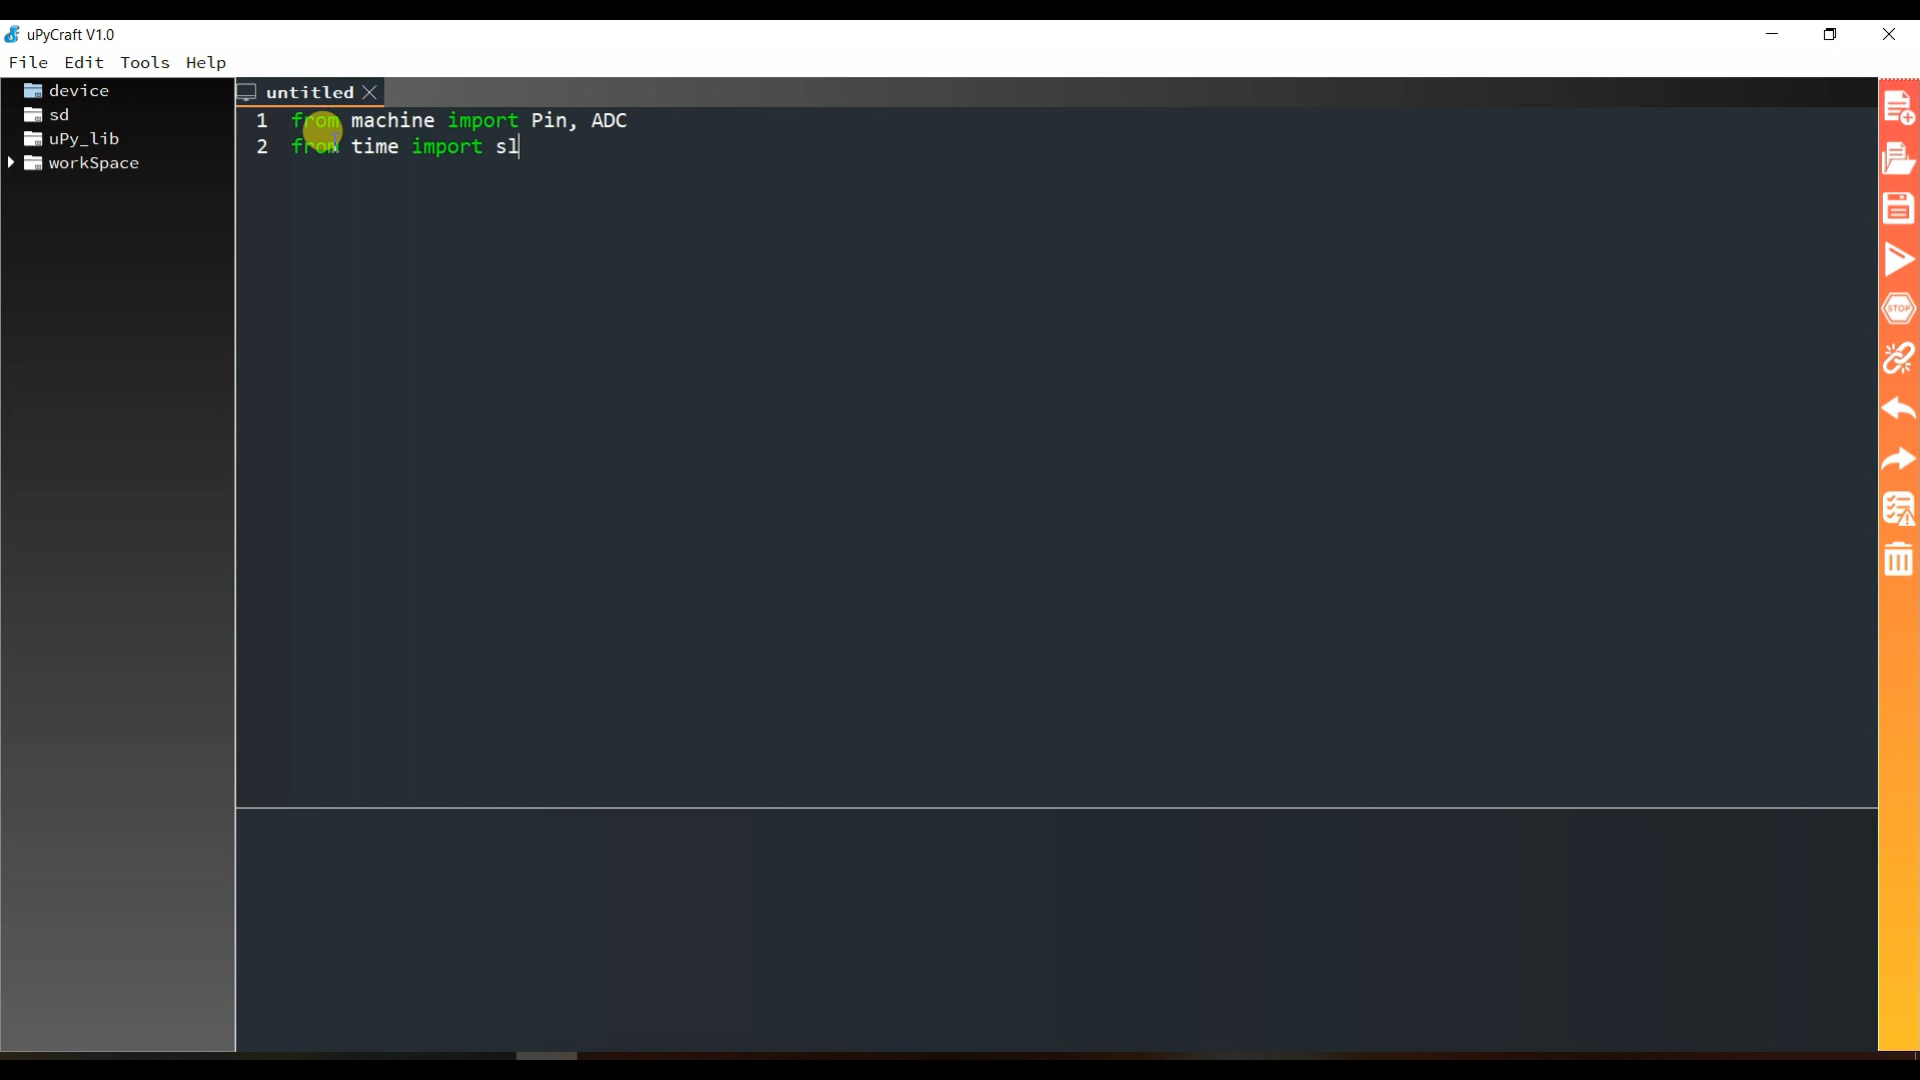 uPyCraft V1.0
File Edit Tools Help
device
sd
uPy_lib
workSpace
untitled
1 from machine import Pin, ADC
2 from time import sl
STOP